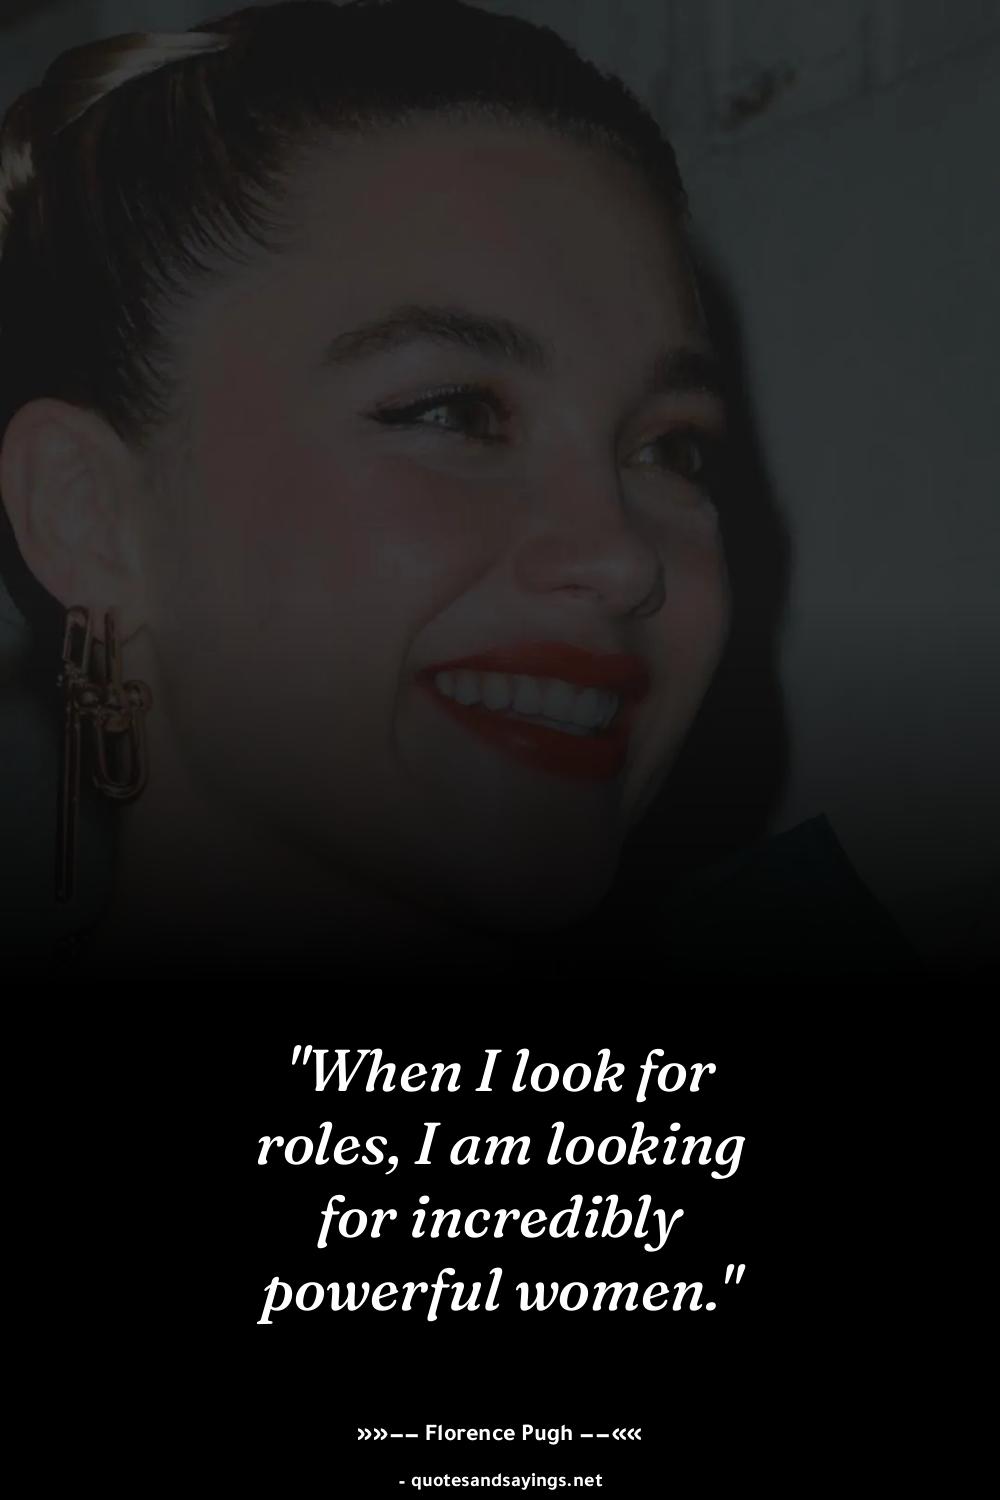 "When I look for
roles, I am looking
for incredibly
powerful women."
»»–– Florence Pugh ––««
- quotesandsayings.net